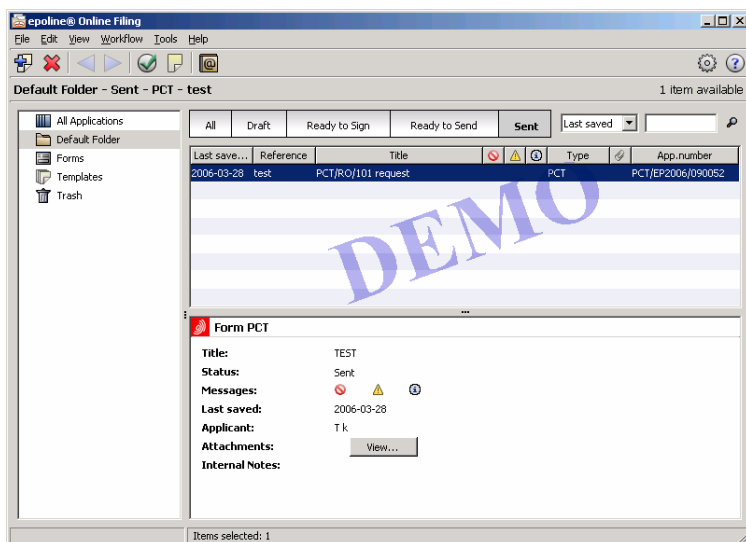 epoline® Online Filing
File Edit View Workflow Tools Help
Default Folder - Sent - PCT - test
1 item available
All Applications
Default Folder
Forms
Templates
Trash
All Draft Ready to Sign Ready to Send Sent Last saved
Last save... Reference Title Type App.number
2006-03-28 test PCT/RO/101 request PCT PCT/EP2006/090052
DEMO
Form PCT
Title: TEST
Status: Sent
Messages:
Last saved: 2006-03-28
Applicant: T k
Attachments: View...
Internal Notes:
Items selected: 1